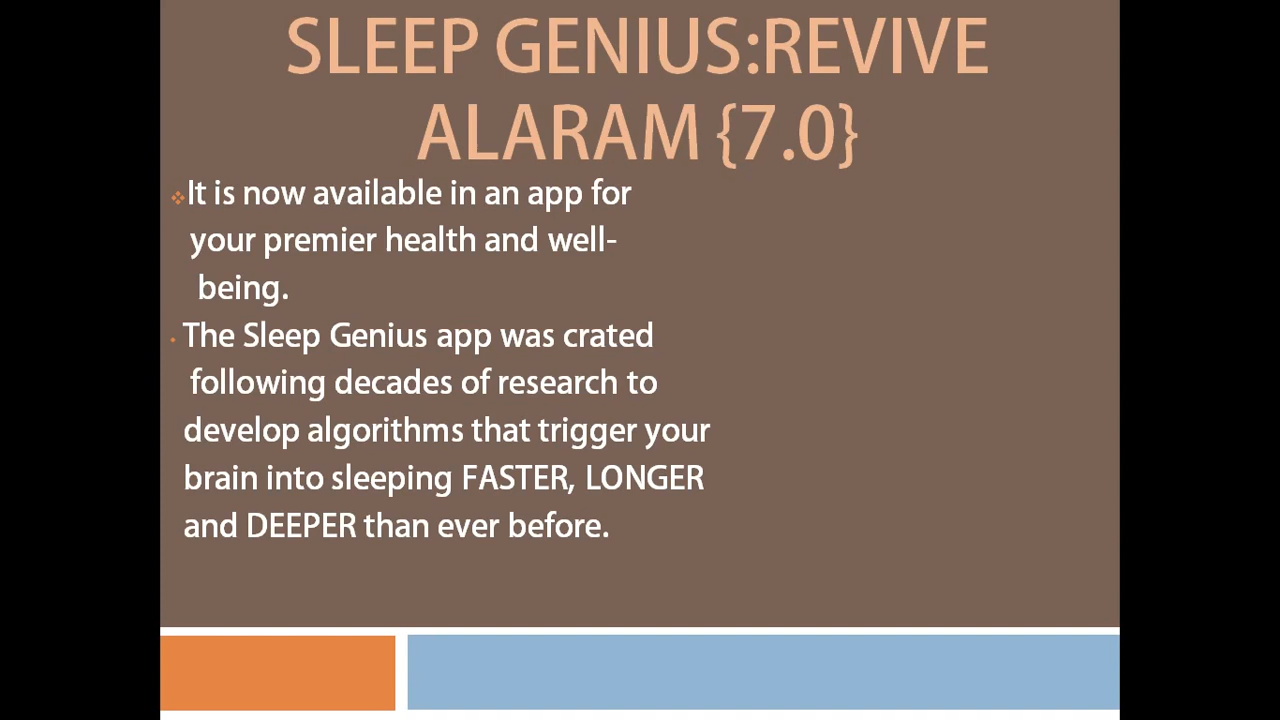 SLEEP GENIUS:REVIVE
ALARAM {7.0}
It is now available in an app for
your premier health and well-
being.
The Sleep Genius app was crated
following decades of research to
develop algorithms that trigger your
brain into sleeping FASTER, LONGER
and DEEPER than ever before.